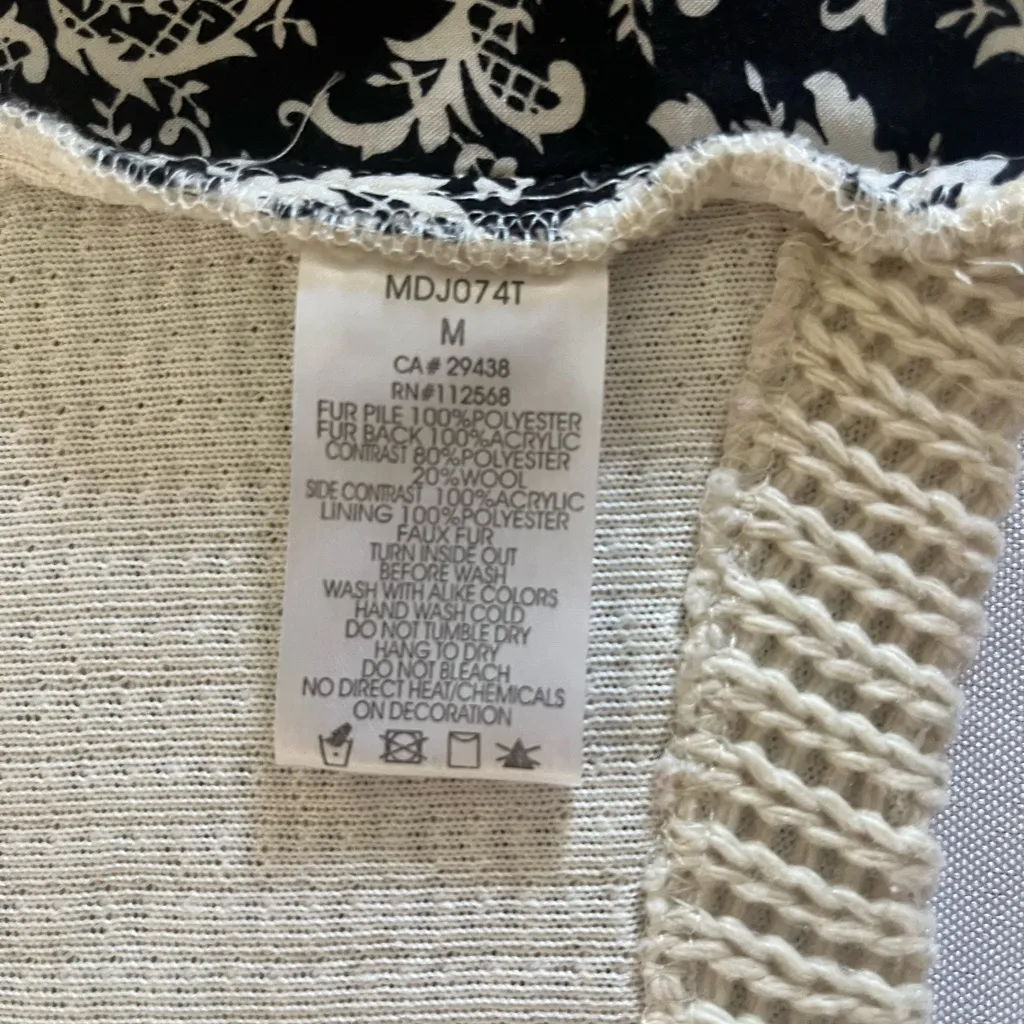 MDJ074T
M
CA# 29438
RN#112568
FUR PILE 100%POLYESTER
FUR BACK 100%ACRYLIC
CONTRAST 80%POLYESTER
20%WOOL
SIDE CONTRAST 100%ACRYLIC
LINING 100%POLYESTER
FAUX FUR
TURN INSIDE OUT
BEFORE WASH
WASH WITH ALIKE COLORS
HAND WASH COLD
DO NOT TUMBLE DRY
HANG TO DRY
DO NOT BLEACH
NO DIRECT HEAT/CHEMICALS
ON DECORATION